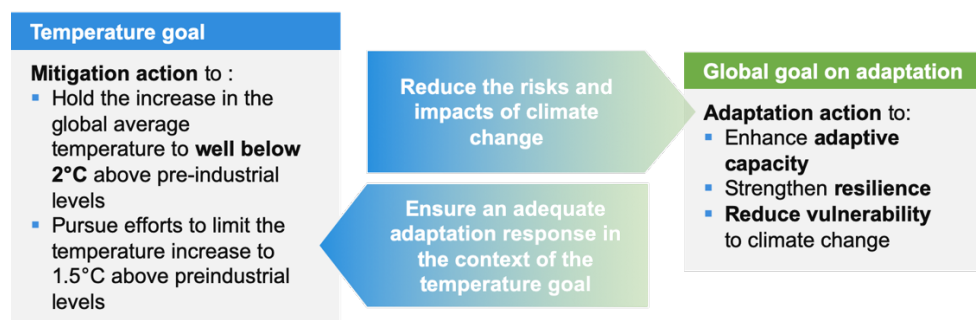 Temperature goal
Mitigation action to :
▪ Hold the increase in the
global average
temperature to well below
2°C above pre-industrial
levels
▪ Pursue efforts to limit the
temperature increase to
1.5°C above preindustrial
levels
Reduce the risks and
impacts of climate
change
Ensure an adequate
adaptation response in
the context of the
temperature goal
Global goal on adaptation
Adaptation action to:
▪ Enhance adaptive
capacity
▪ Strengthen resilience
▪ Reduce vulnerability
to climate change